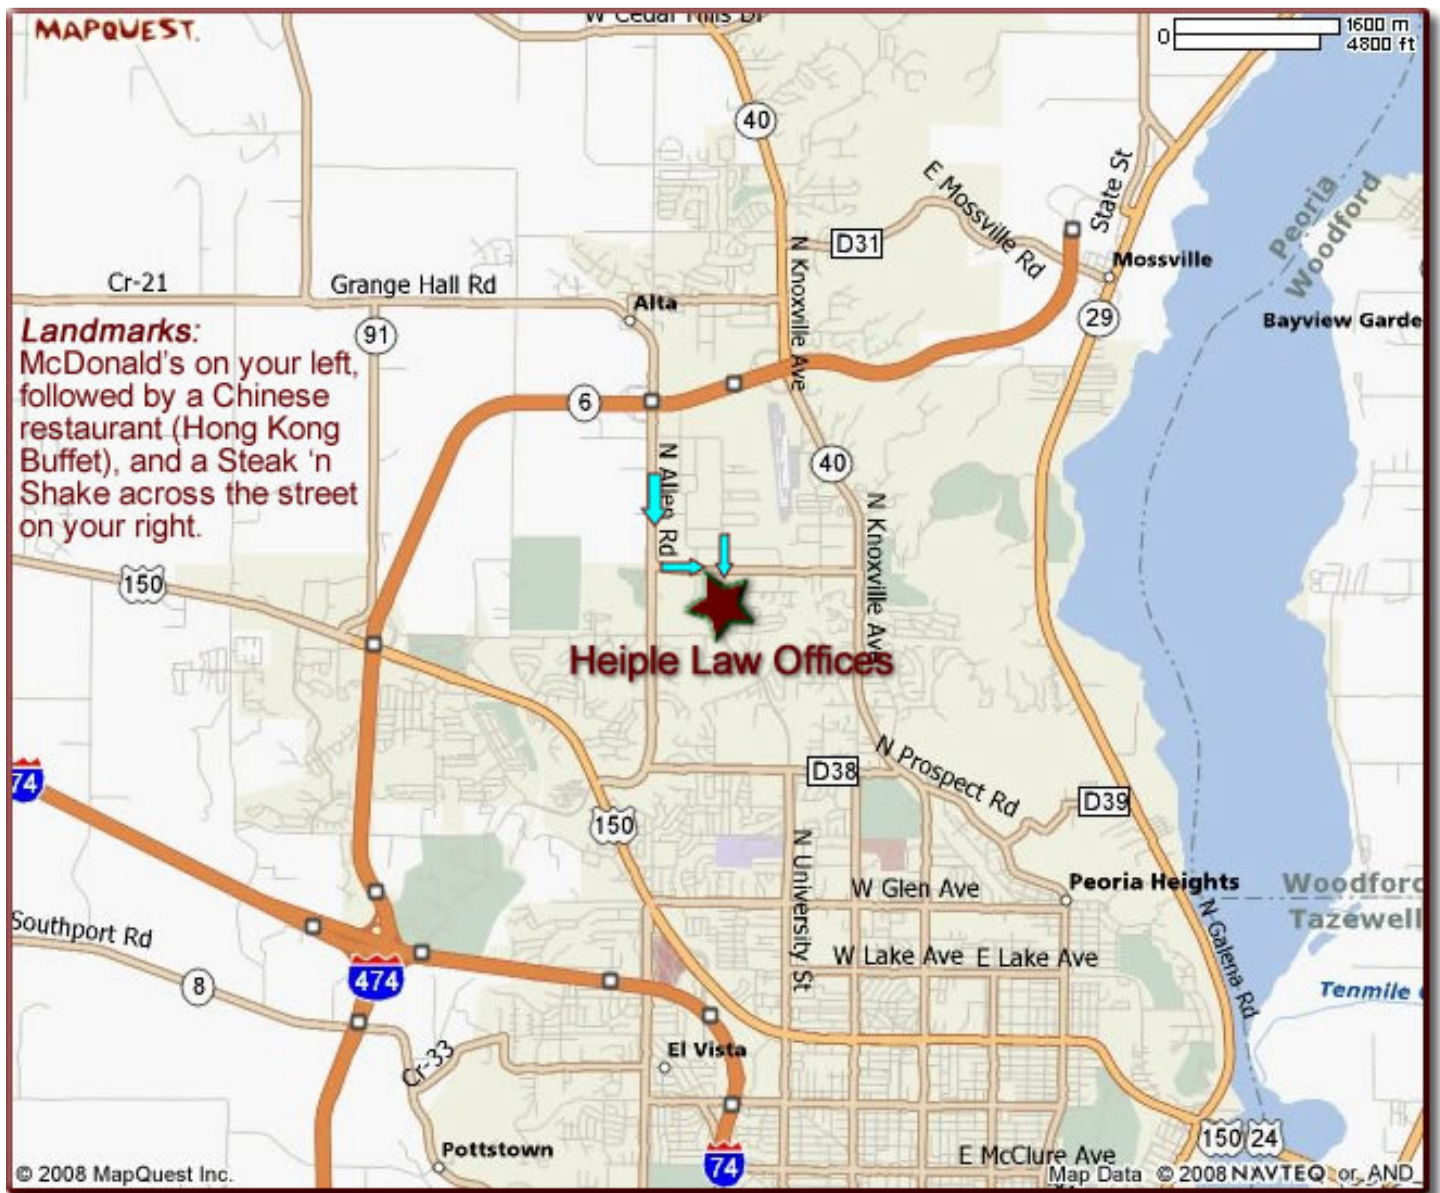 W Cedar Hills Dr
MAPQUEST.
0
1600 m
4800 ft
40
E Mossville Rd
State St
D31
Peoria
Woodford
N Knoxville Ave
Mossville
Cr-21
Grange Hall Rd
Alta
29
Bayview Garde
91
Landmarks:
McDonald's on your left,
followed by a Chinese
restaurant (Hong Kong
Buffet), and a Steak 'n
Shake across the street
on your right.
6
N Allen Rd
40
N Knoxville Ave
150
Heiple Law Offices
74
N Prospect Rd
D38
D39
150
N University St
W Glen Ave
Peoria Heights
Woodford
Tazewell
Southport Rd
N Galena Rd
W Lake Ave
E Lake Ave
474
8
Tenmile
Cr-33
El Vista
150
24
Pottstown
74
E McClure Ave
© 2008 MapQuest Inc.
Map Data © 2008 NAVTEQ or AND